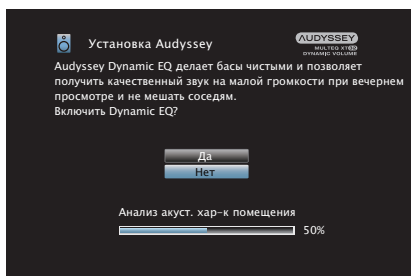 Установка Audyssey
AUDYSSEY
MULTEQ XT32
DYNAMIC VOLUME
Audyssey Dynamic EQ делает басы чистыми и позволяет
получить качественный звук на малой громкости при вечернем
просмотре и не мешать соседям.
Включить Dynamic EQ?
Да
Нет
Анализ акуст. хар-к помещения
50%